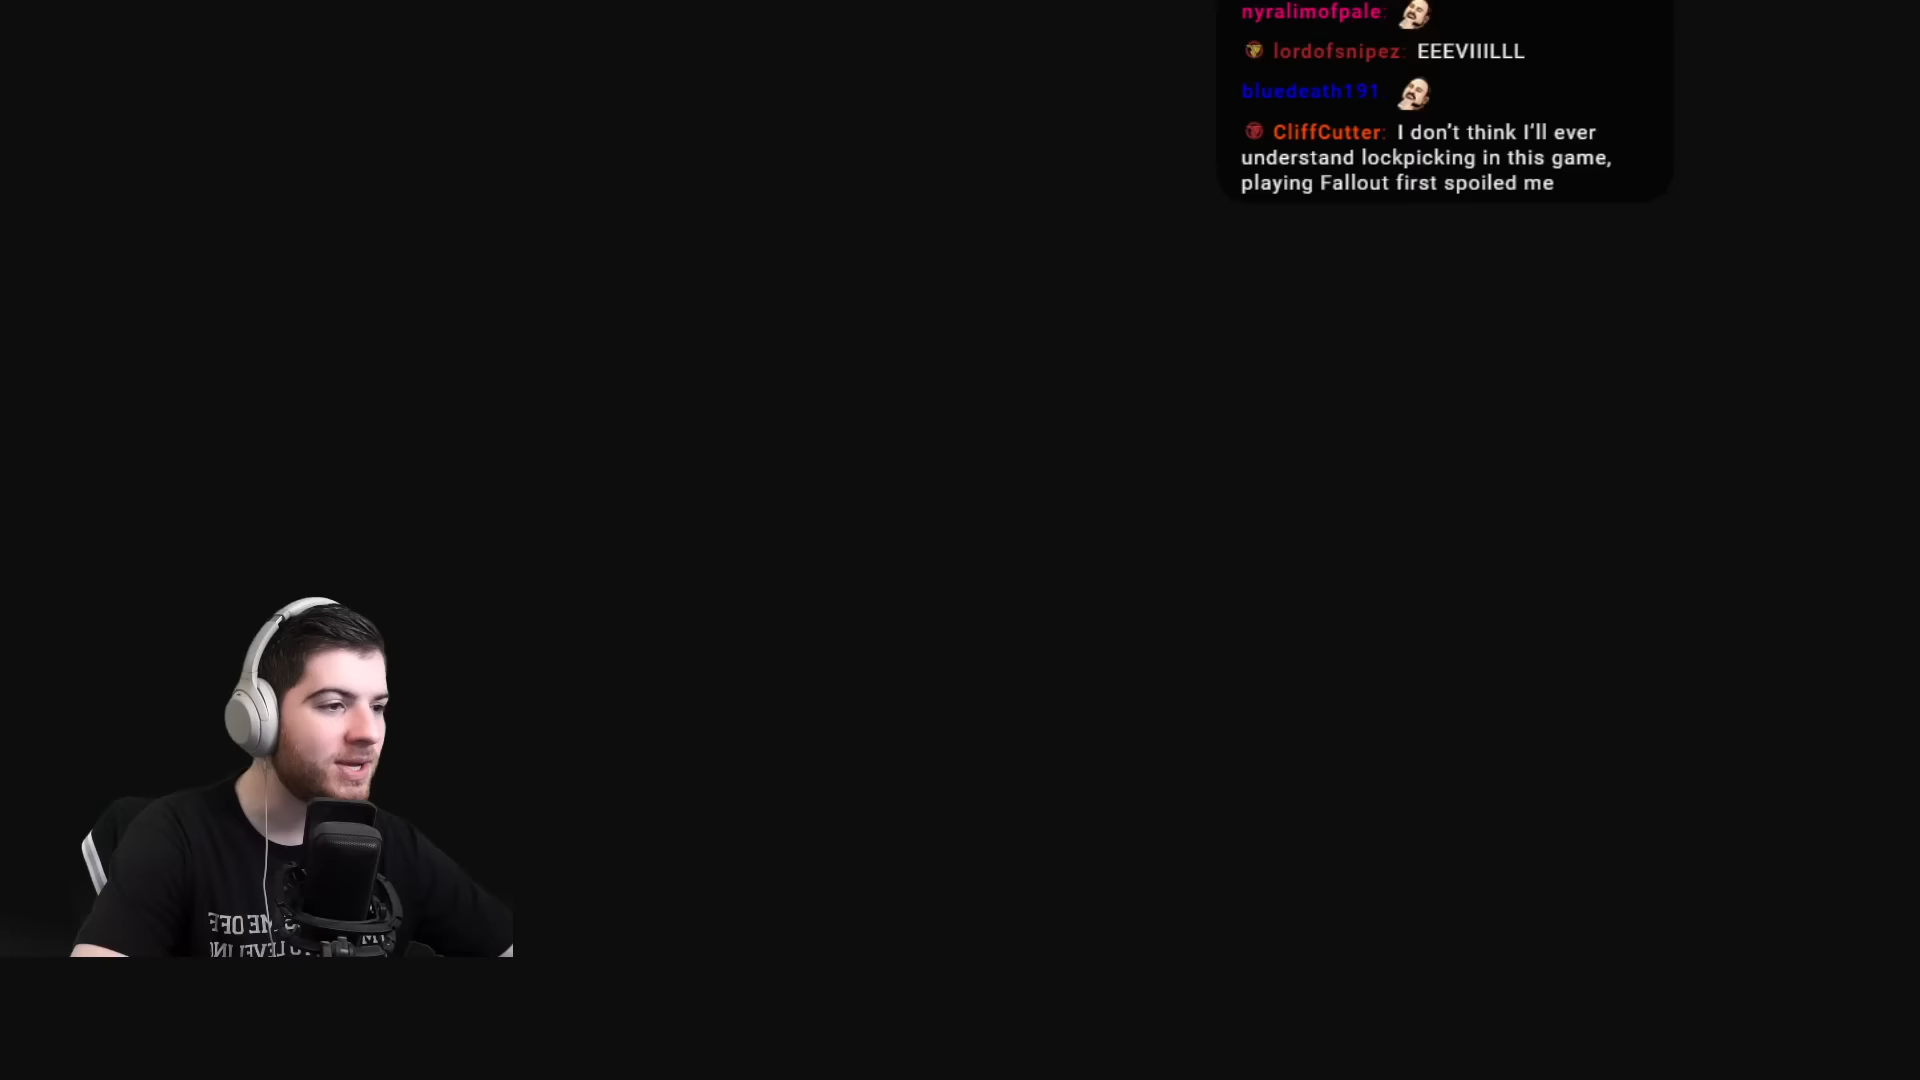 nyralimofpale:
lordofsnipez: EEEVIIILLL
bluedeath191
CliffCutter: I don't think I'll ever
understand lockpicking in this game,
playing Fallout first spoiled me